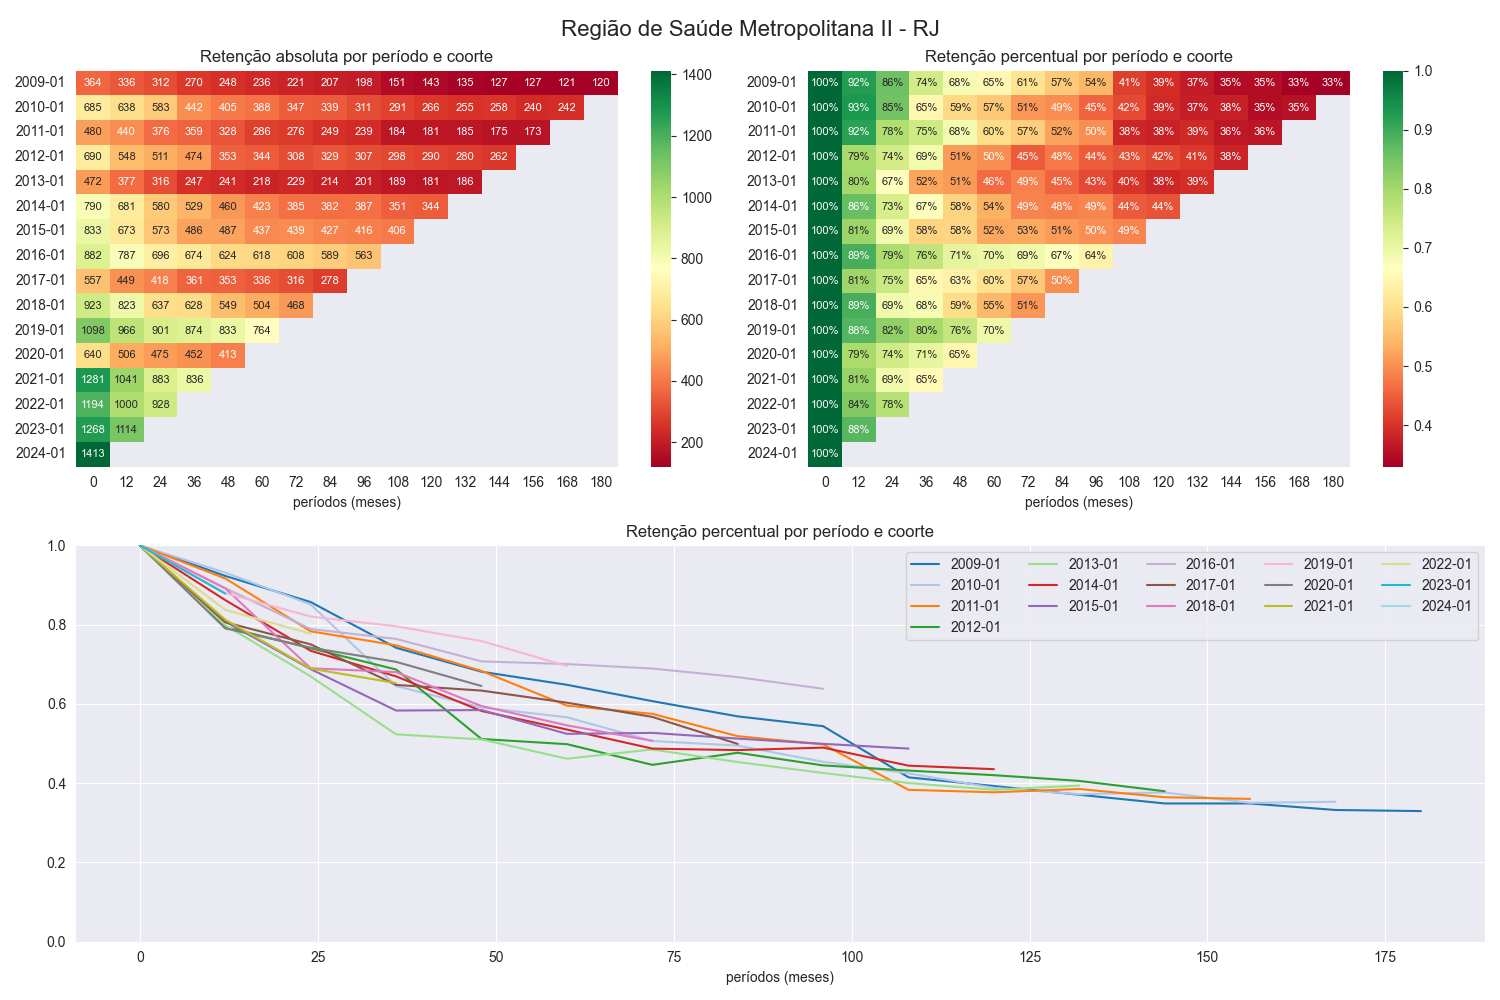 Região de Saúde Metropolitana II - RJ
Retenção absoluta por período e coorte
2009-01 364 336 312 270 248 236 221 207 198 151 143 135 127 127 121 120
2010-01 685 638 583 442 405 388 347 339 311 291 266 255 258 240 242
2011-01 480 440 376 359 328 286 276 249 239 184 181 185 175 173
2012-01 690 548 511 474 353 344 308 329 307 298 290 280 262
2013-01 472 377 316 247 241 218 229 214 201 189 181 186
2014-01 790 681 580 529 460 423 385 382 387 351 344
2015-01 833 673 573 486 487 437 439 427 416 406
2016-01 882 787 696 674 624 618 608 589 563
2017-01 557 449 418 361 353 336 316 278
2018-01 923 823 637 628 549 504 468
2019-01 1098 966 901 874 833 764
2020-01 640 506 475 452 413
2021-01 1281 1041 883 836
2022-01 1194 1000 928
2023-01 1268 1114
2024-01 1413
0 12 24 36 48 60 72 84 96 108 120 132 144 156 168 180
períodos (meses)
1400
1200
1000
800
600
400
200
Retenção percentual por período e coorte
2009-01 100% 92% 86% 74% 68% 65% 61% 57% 54% 41% 39% 37% 35% 35% 33% 33%
2010-01 100% 93% 85% 65% 59% 57% 51% 49% 45% 42% 39% 37% 38% 35% 35%
2011-01 100% 92% 78% 75% 68% 60% 57% 52% 50% 38% 38% 39% 36% 36%
2012-01 100% 79% 74% 69% 51% 50% 45% 48% 44% 43% 42% 41% 38%
2013-01 100% 80% 67% 52% 51% 46% 49% 45% 43% 40% 38% 39%
2014-01 100% 86% 73% 67% 58% 54% 49% 48% 49% 44% 44%
2015-01 100% 81% 69% 58% 58% 52% 53% 51% 50% 49%
2016-01 100% 89% 79% 76% 71% 70% 69% 67% 64%
2017-01 100% 81% 75% 65% 63% 60% 57% 50%
2018-01 100% 89% 69% 68% 59% 55% 51%
2019-01 100% 88% 82% 80% 76% 70%
2020-01 100% 79% 74% 71% 65%
2021-01 100% 81% 69% 65%
2022-01 100% 84% 78%
2023-01 100% 88%
2024-01 100%
0 12 24 36 48 60 72 84 96 108 120 132 144 156 168 180
períodos (meses)
1.0
0.9
0.8
0.7
0.6
0.5
0.4
Retenção percentual por período e coorte
1.0
0.8
0.6
0.4
0.2
0.0
2009-01 2013-01 2016-01 2019-01 2022-01
2010-01 2014-01 2017-01 2020-01 2023-01
2011-01 2015-01 2018-01 2021-01 2024-01
2012-01
0 25 50 75 100 125 150 175
períodos (meses)